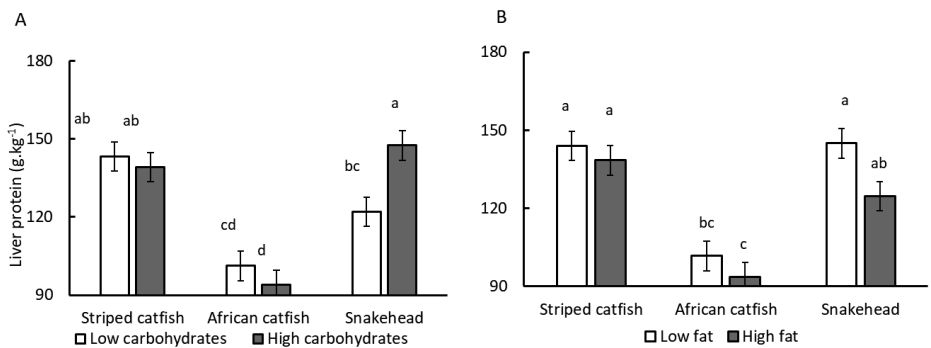 A
Liver protein (g.kg-1)
180
150
120
90
ab
ab
cd
d
bc
a
Striped catfish
African catfish
Snakehead
Low carbohydrates
High carbohydrates
B
180
150
120
90
a
a
bc
c
a
ab
Striped catfish
African catfish
Snakehead
Low fat
High fat